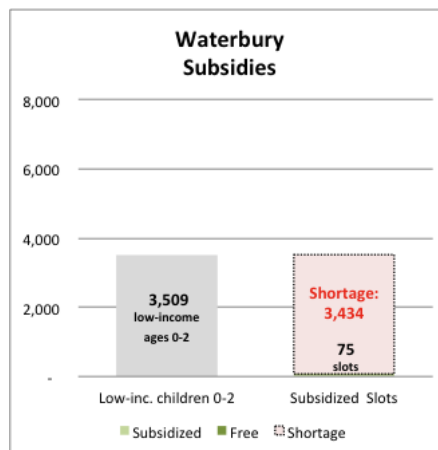 Waterbury
Subsidies
8,000
6,000
4,000
2,000
-
3,509
low-income
ages 0-2
Shortage:
3,434
75
slots
Low-inc. children 0-2
Subsidized Slots
Subsidized
Free
Shortage